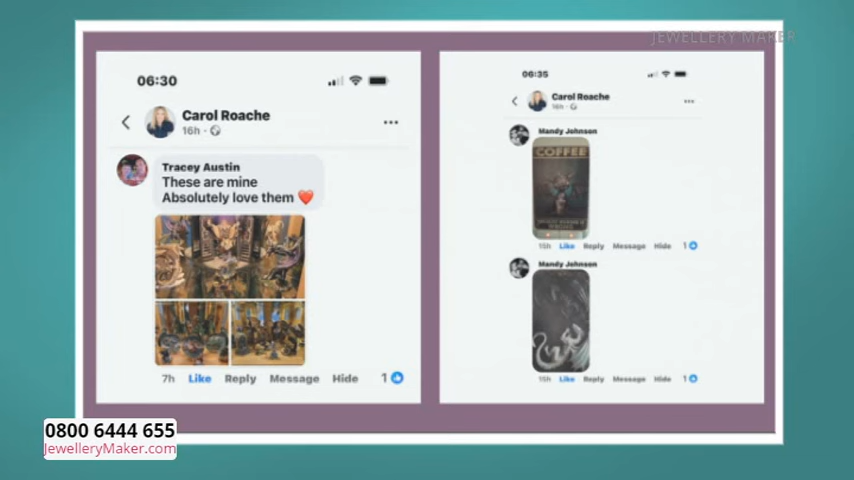 JEWELLERY MAKER
06:30
Carol Roache
16h
Tracey Austin
These are mine
Absolutely love them ❤️
7h Like Reply Message Hide 1
06:35
Carol Roache
16h
Mandy Johnson
COFFEE
15h Like Reply Message Hide 1
Mandy Johnson
15h Like Reply Message Hide 1
0800 6444 655
JewelleryMaker.com